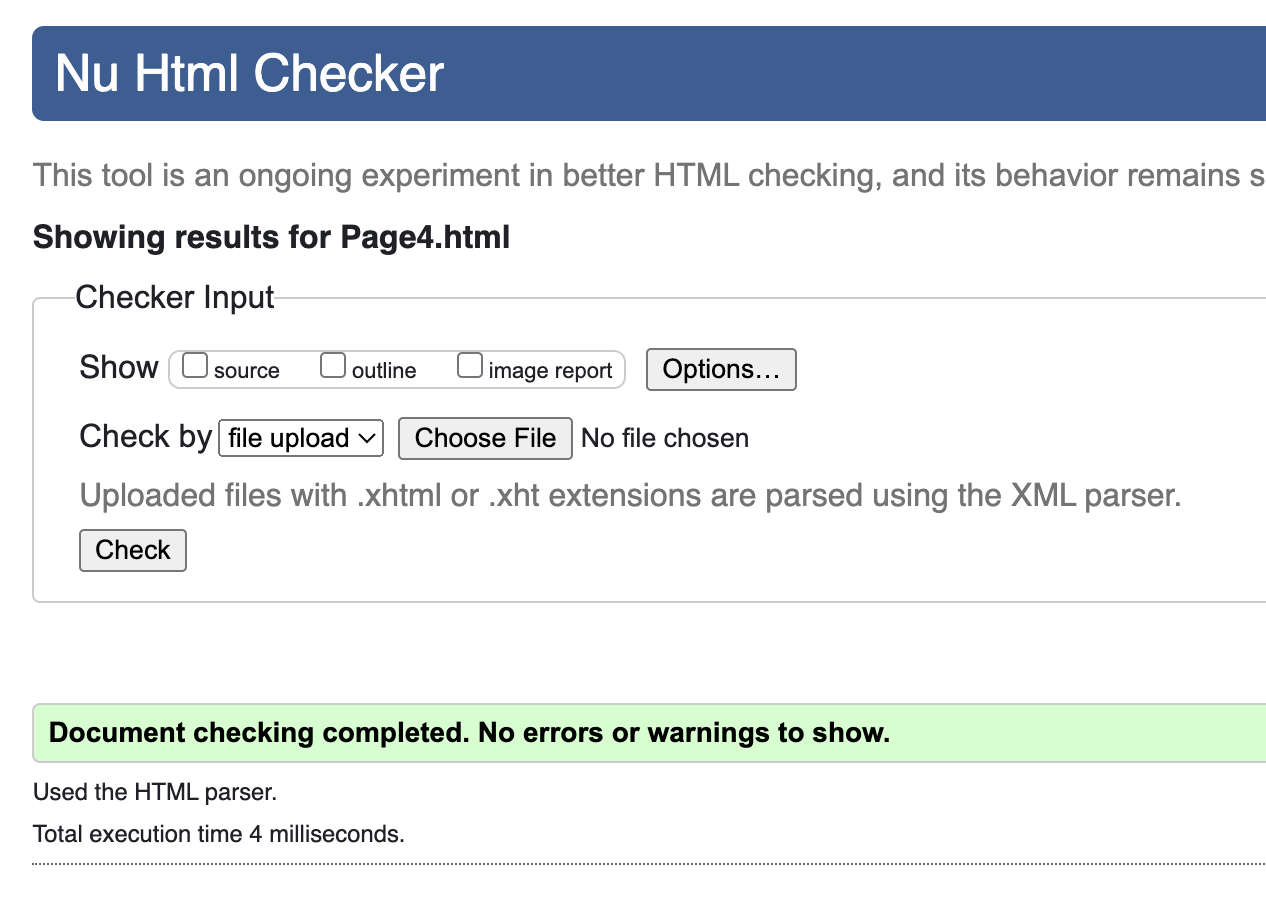 Nu Html Checker
This tool is an ongoing experiment in better HTML checking, and its behavior remains s
Showing results for Page4.html
Checker Input
Show source outline image report Options…
Check by file upload Choose File No file chosen
Uploaded files with .xhtml or .xht extensions are parsed using the XML parser.
Check
Document checking completed. No errors or warnings to show.
Used the HTML parser.
Total execution time 4 milliseconds.